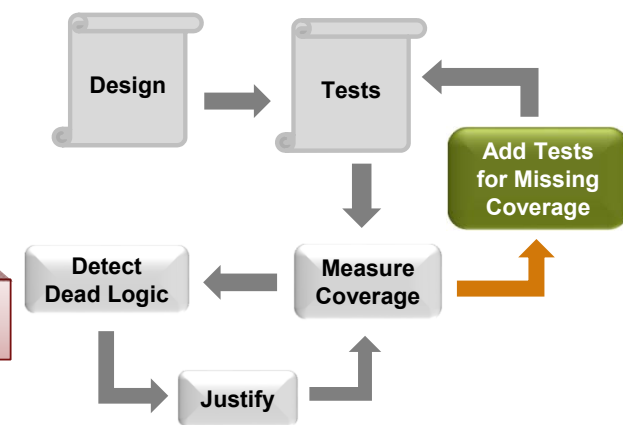 Design
Tests
Add Tests
for Missing
Coverage
Detect
Dead Logic
Measure
Coverage
Justify